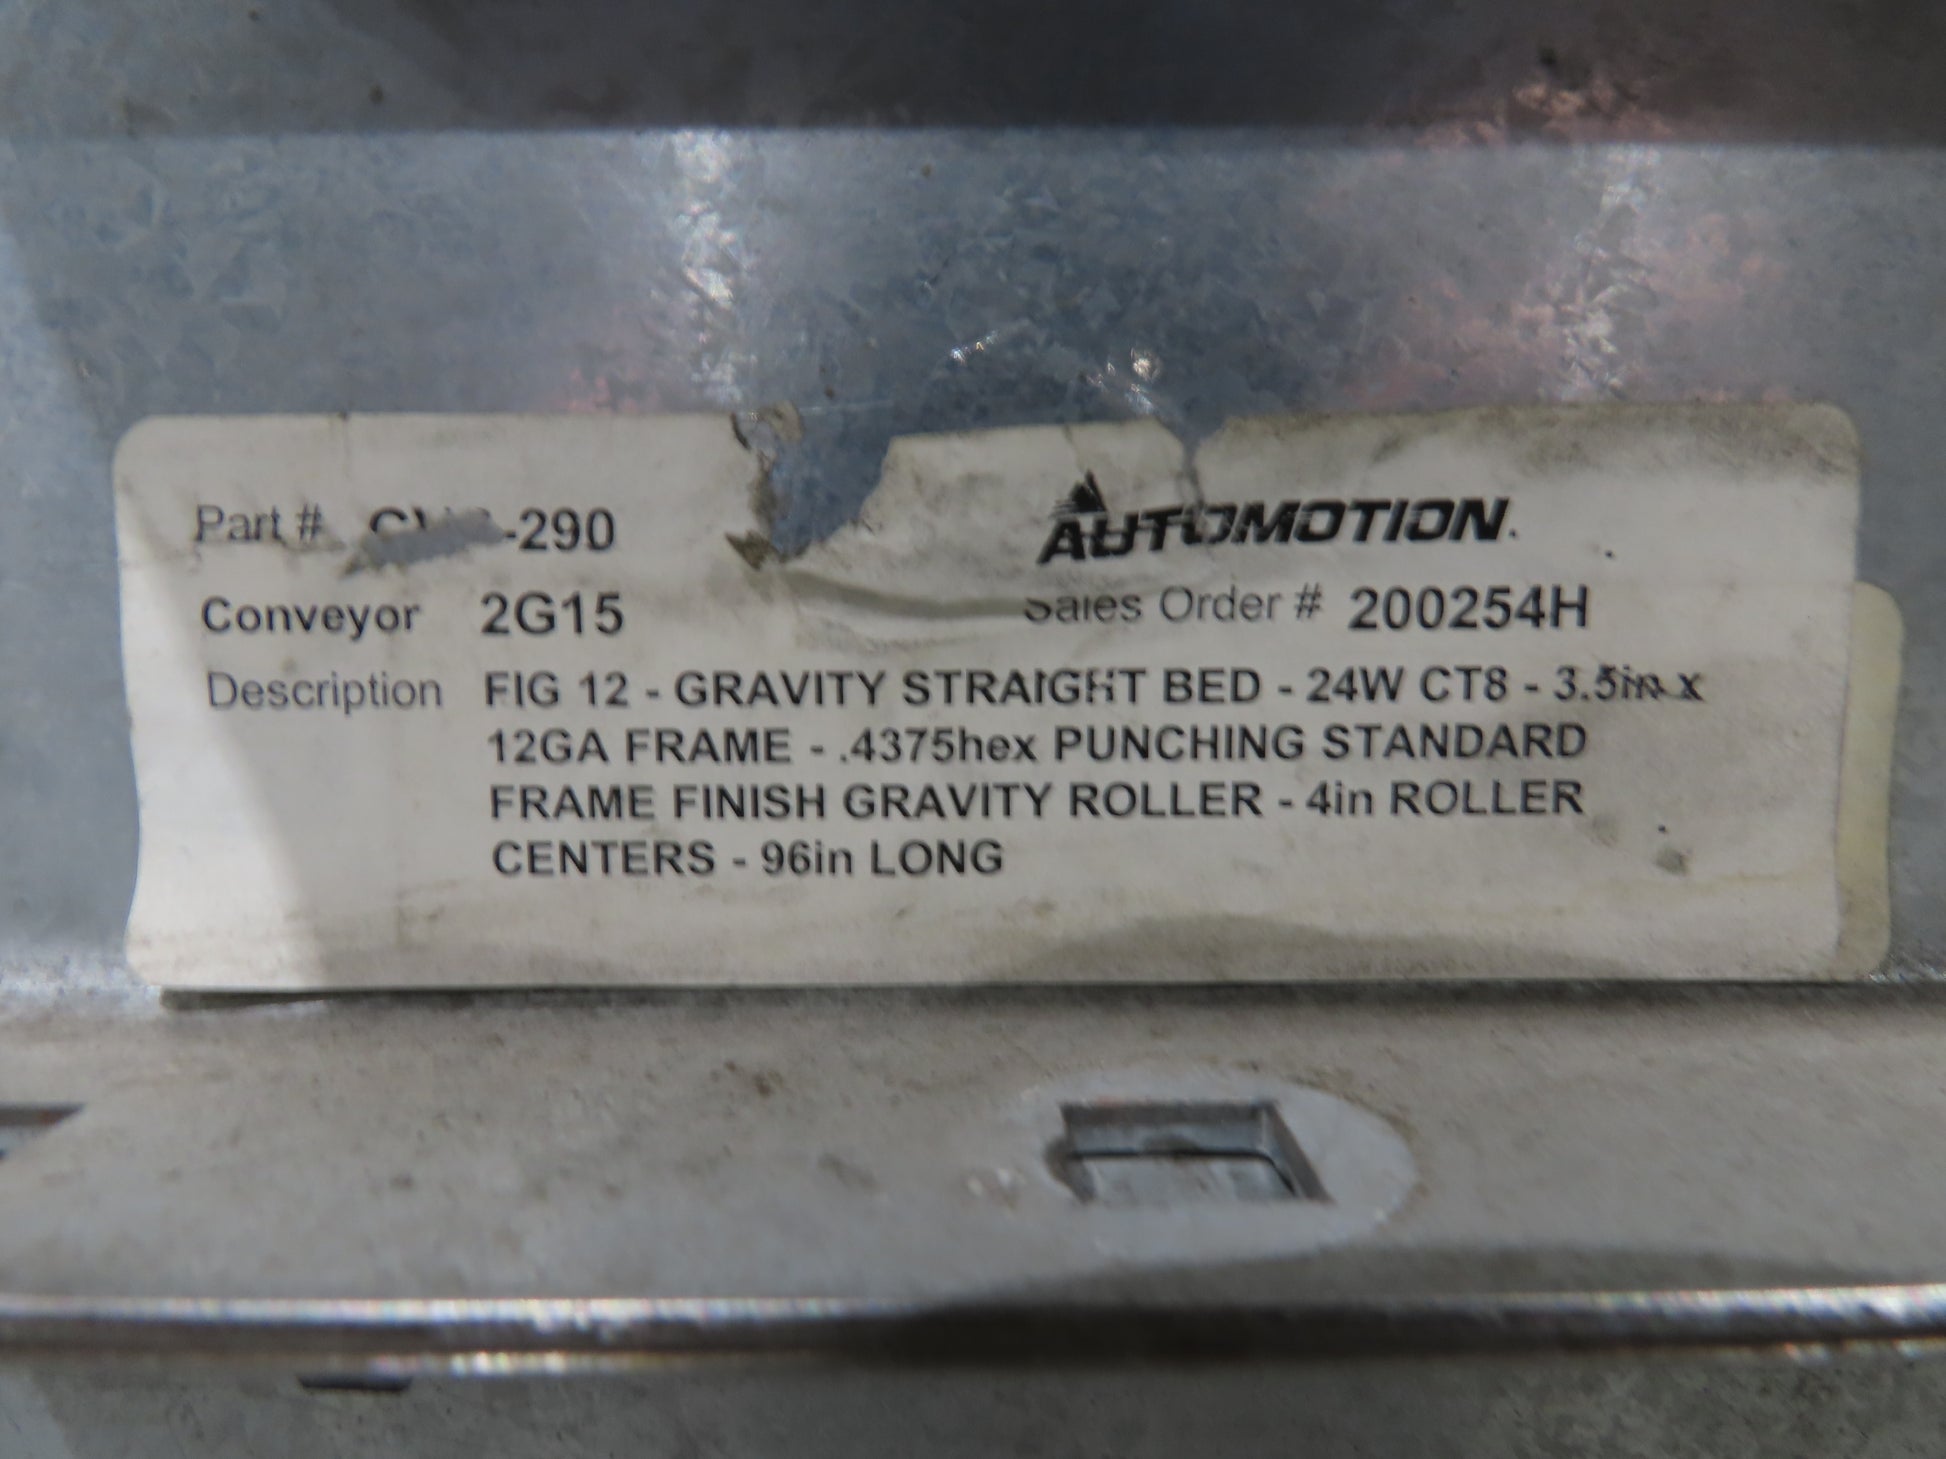 Part # -290
AUTOMOTION.
Conveyor 2G15
Sales Order # 200254H
Description FIG 12 - GRAVITY STRAIGHT BED - 24W CT8 - 3.5in x
12GA FRAME - .4375hex PUNCHING STANDARD
FRAME FINISH GRAVITY ROLLER - 4in ROLLER
CENTERS - 96in LONG